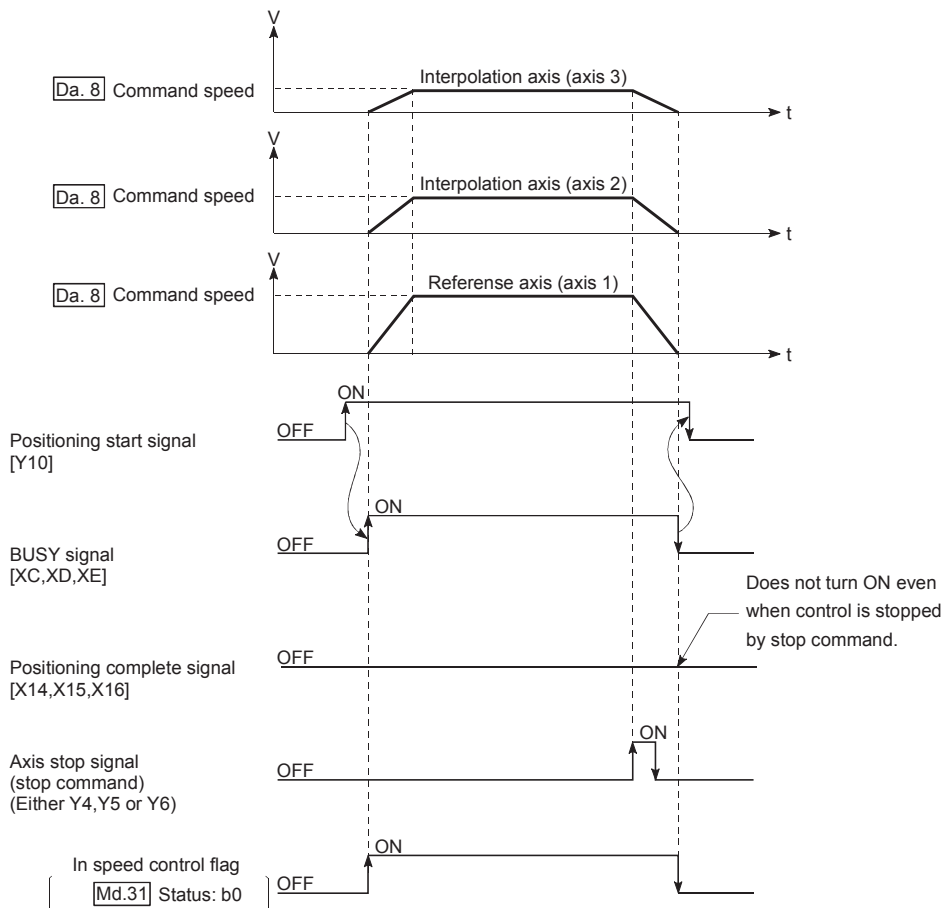 V
Interpolation axis (axis 3)
Da. 8 Command speed
t
V
Interpolation axis (axis 2)
Da. 8 Command speed
t
V
Referense axis (axis 1)
Da. 8 Command speed
t
ON
OFF
Positioning start signal
[Y10]
ON
OFF
BUSY signal
[XC,XD,XE]
Does not turn ON even
when control is stopped
by stop command.
OFF
Positioning complete signal
[X14,X15,X16]
ON
OFF
Axis stop signal
(stop command)
(Either Y4,Y5 or Y6)
ON
In speed control flag
OFF
Md.31 Status: b0